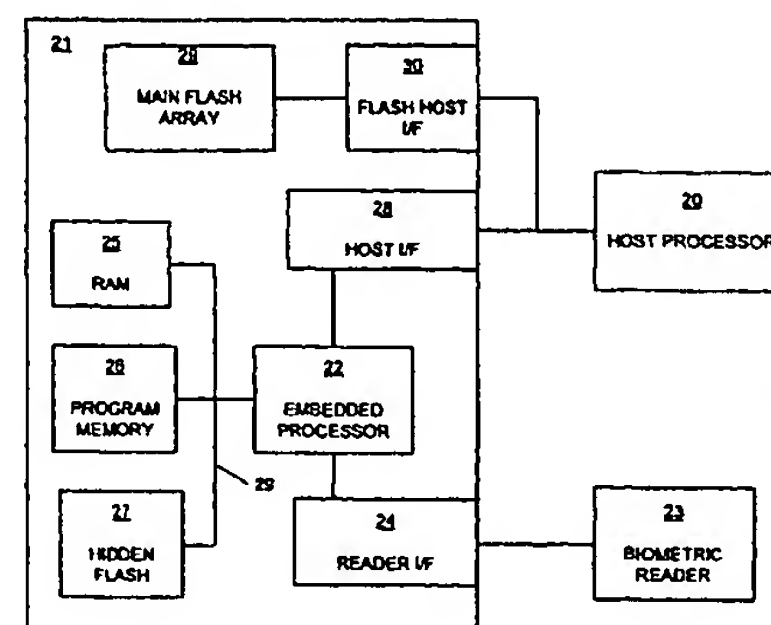 21
29
MAIN FLASH
ARRAY
30
FLASH HOST
I/F
28
HOST I/F
20
HOST PROCESSOR
25
RAM
26
PROGRAM
MEMORY
22
EMBEDDED
PROCESSOR
29
27
HIDDEN
FLASH
24
READER I/F
23
BIOMETRIC
READER